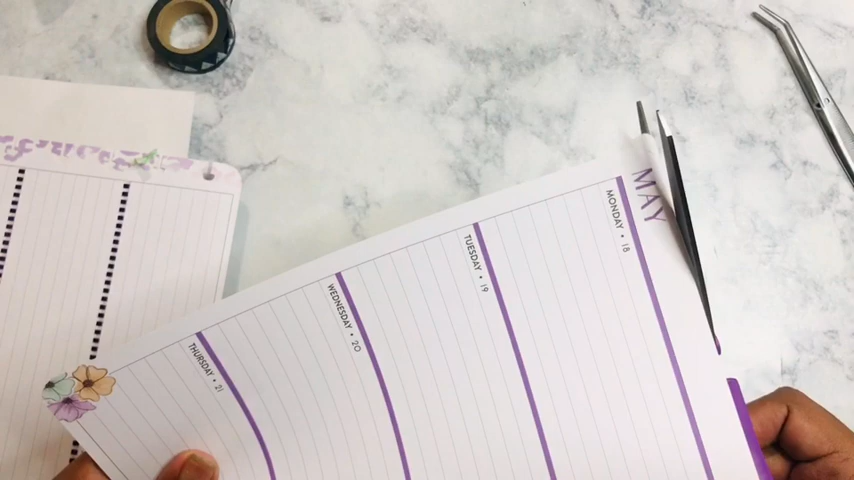 MAY
MONDAY • 18
TUESDAY • 19
WEDNESDAY • 20
THURSDAY • 21